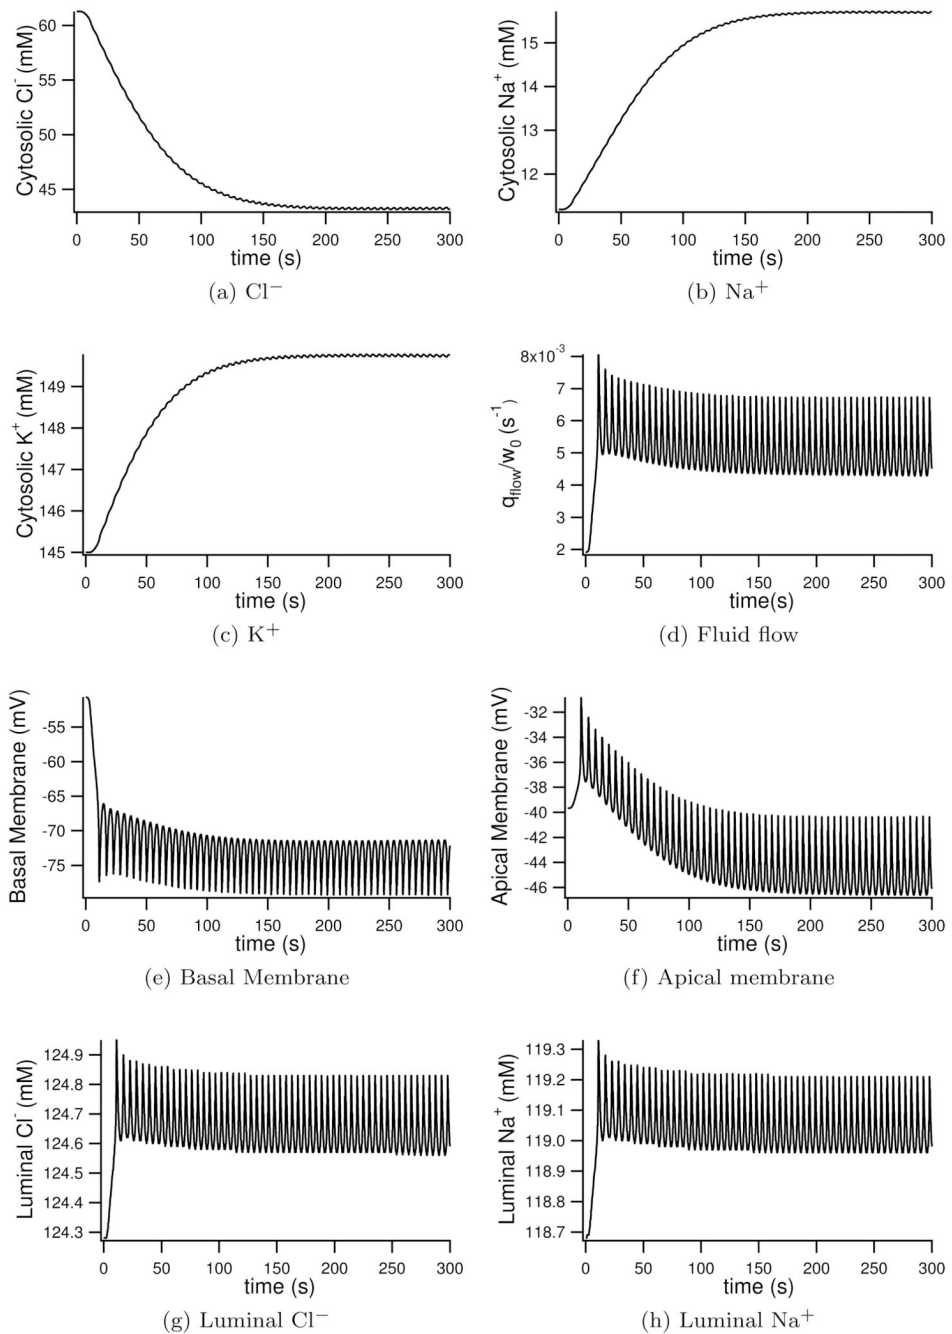 Cytosolic Cl⁻ (mM)
60
55
50
45
0 50 100 150 200 250 300
time (s)
(a) Cl⁻
Cytosolic Na⁺ (mM)
15
14
13
12
0 50 100 150 200 250 300
time (s)
(b) Na⁺
Cytosolic K⁺ (mM)
149
148
147
146
145
0 50 100 150 200 250 300
time (s)
(c) K⁺
q_flow/w_0 (s⁻¹)
8x10⁻³
7
6
5
4
3
2
0 50 100 150 200 250 300
time(s)
(d) Fluid flow
Basal Membrane (mV)
-55
-60
-65
-70
-75
0 50 100 150 200 250 300
time (s)
(e) Basal Membrane
Apical Membrane (mV)
-32
-34
-36
-38
-40
-42
-44
-46
0 50 100 150 200 250 300
time (s)
(f) Apical membrane
Luminal Cl⁻ (mM)
124.9
124.8
124.7
124.6
124.5
124.4
124.3
0 50 100 150 200 250 300
time (s)
(g) Luminal Cl⁻
Luminal Na⁺ (mM)
119.3
119.2
119.1
119.0
118.9
118.8
118.7
0 50 100 150 200 250 300
time (s)
(h) Luminal Na⁺